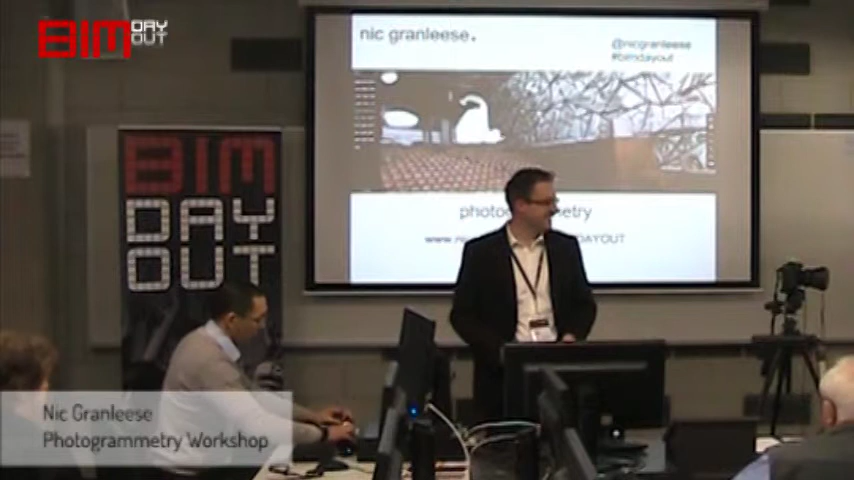 BIM DAY
OUT
nic granleese.
@nicgranleese
#bimdayout
BIM
DAY
OUT
Nic Granleese
Photogrammetry Workshop